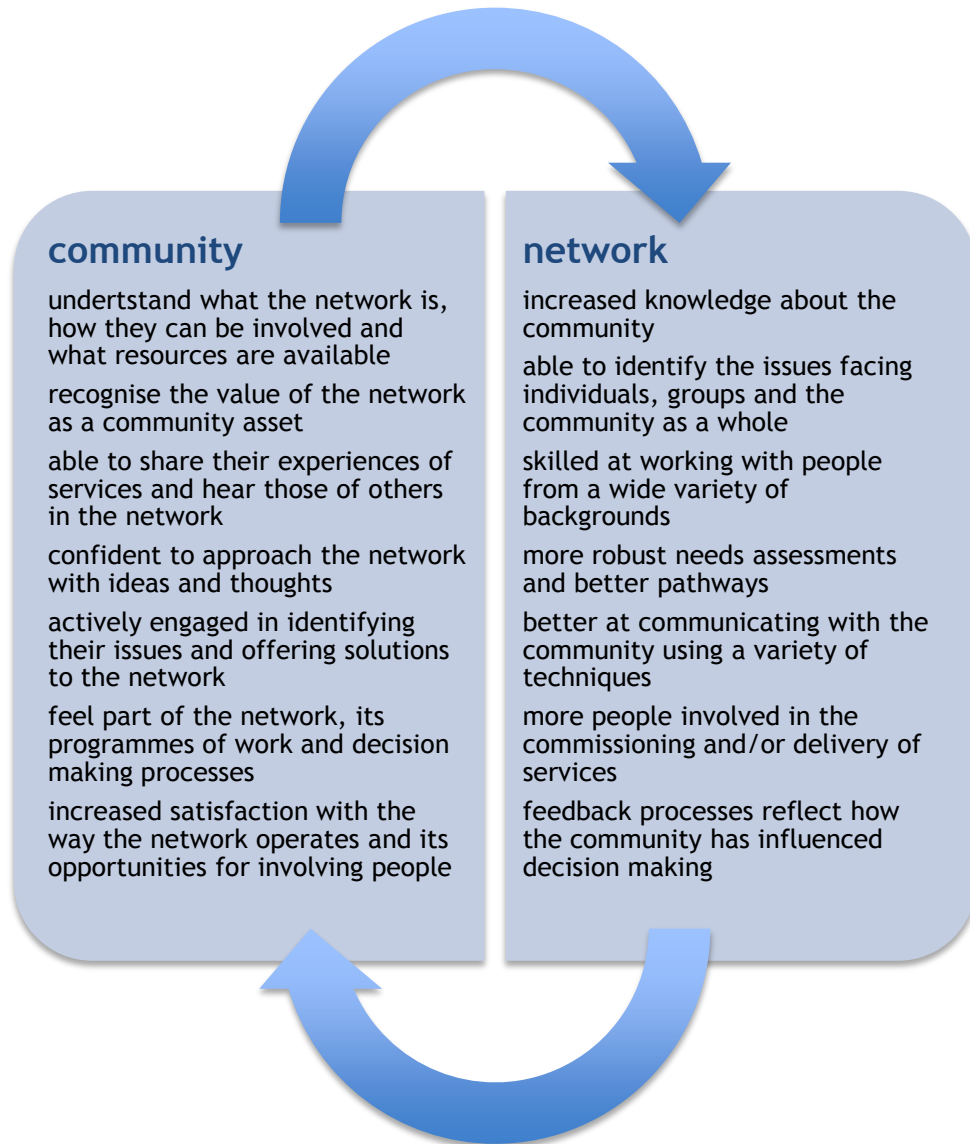 community
undertstand what the network is,
how they can be involved and
what resources are available
recognise the value of the network
as a community asset
able to share their experiences of
services and hear those of others
in the network
confident to approach the network
with ideas and thoughts
actively engaged in identifying
their issues and offering solutions
to the network
feel part of the network, its
programmes of work and decision
making processes
increased satisfaction with the
way the network operates and its
opportunities for involving people
network
increased knowledge about the
community
able to identify the issues facing
individuals, groups and the
community as a whole
skilled at working with people
from a wide variety of
backgrounds
more robust needs assessments
and better pathways
better at communicating with the
community using a variety of
techniques
more people involved in the
commissioning and/or delivery of
services
feedback processes reflect how
the community has influenced
decision making